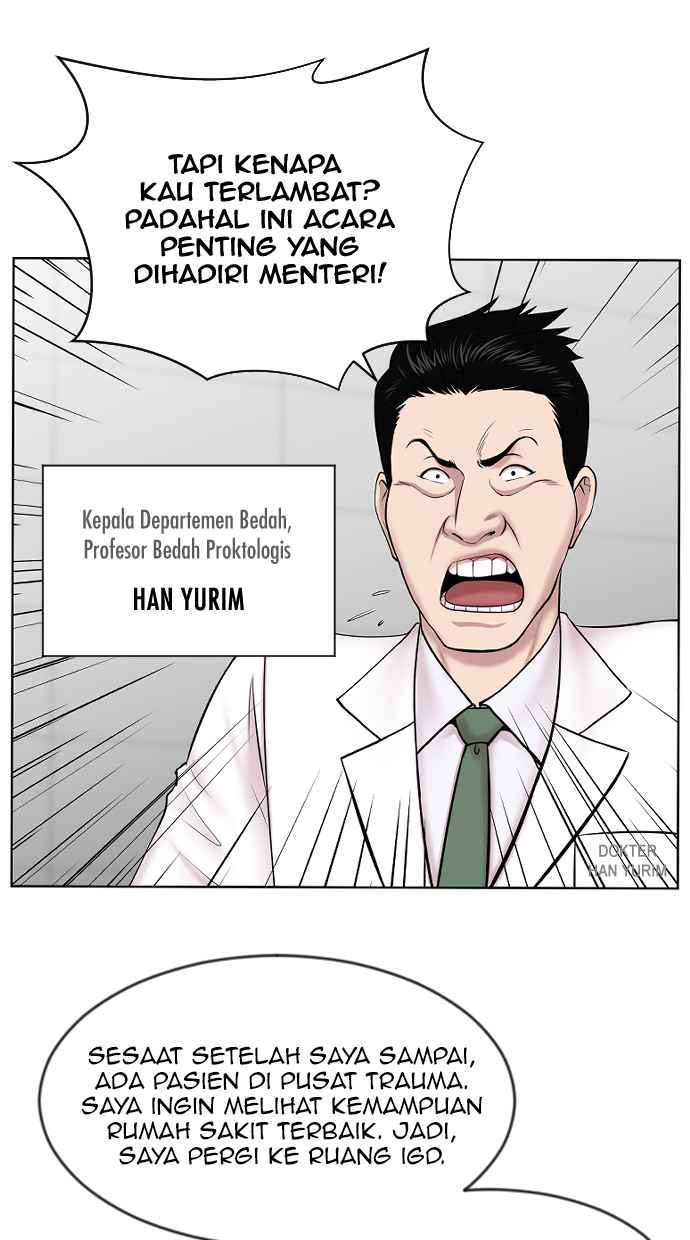 TAPI KENAPA
KAU TERLAMBAT?
PADAHAL INI ACARA
PENTING YANG
DIHADIRI MENTERI!
Kepala Departemen Bedah,
Profesor Bedah Proktologis
HAN YURIM
DOKTER
HAN YURIM
SESAAT SETELAH SAYA SAMPAI,
ADA PASIEN DI PUSAT TRAUMA.
SAYA INGIN MELIHAT KEMAMPUAN
RUMAH SAKIT TERBAIK. JADI,
SAYA PERGI KE RUANG IGD.